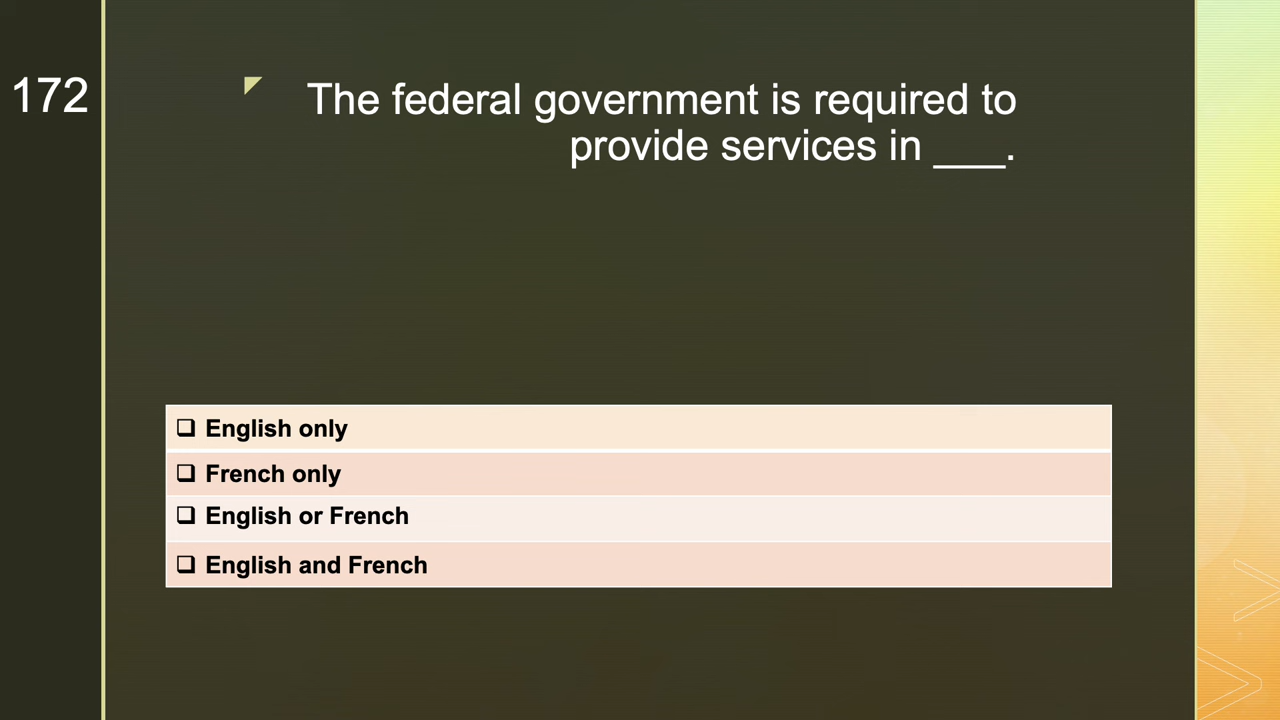 172
The federal government is required to
provide services in ___.
❑ English only
❑ French only
❑ English or French
❑ English and French